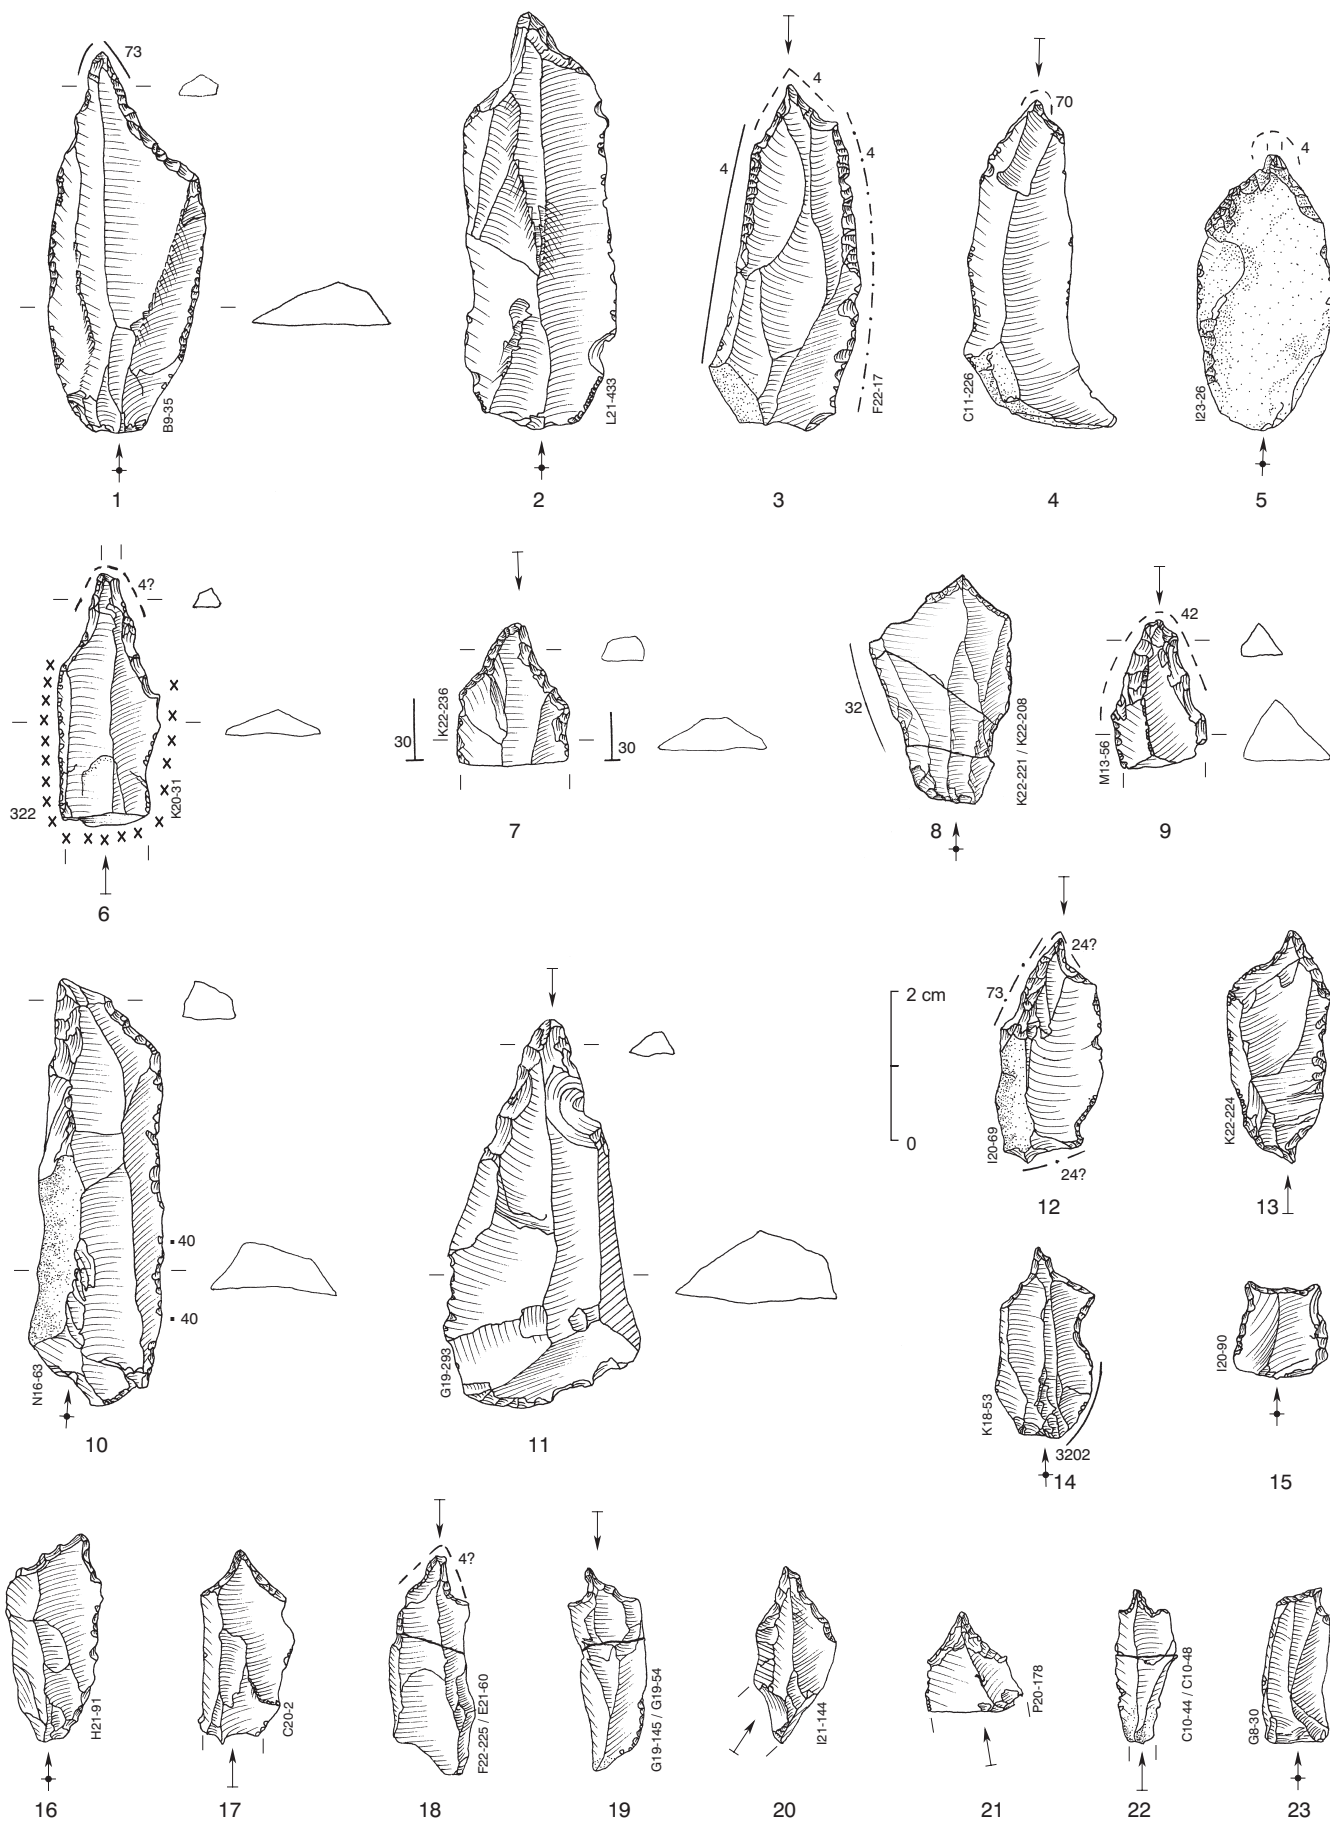 73
B9-35
1
L21-433
2
4
4
4
F22-17
3
70
C11-226
4
4
I23-26
5
4?
322
K20-31
6
K22-236
30
30
7
32
K22-221 / K22-208
8
42
M13-56
9
40
40
N16-63
10
G19-293
11
2 cm
0
24?
73
I20-69
24?
12
K22-224
13
K18-53
3202
14
I20-90
15
H21-91
16
C20-2
17
4?
F22-225 / E21-60
18
G19-145 / G19-54
19
I21-144
20
P20-178
21
C10-44 / C10-48
22
G8-30
23